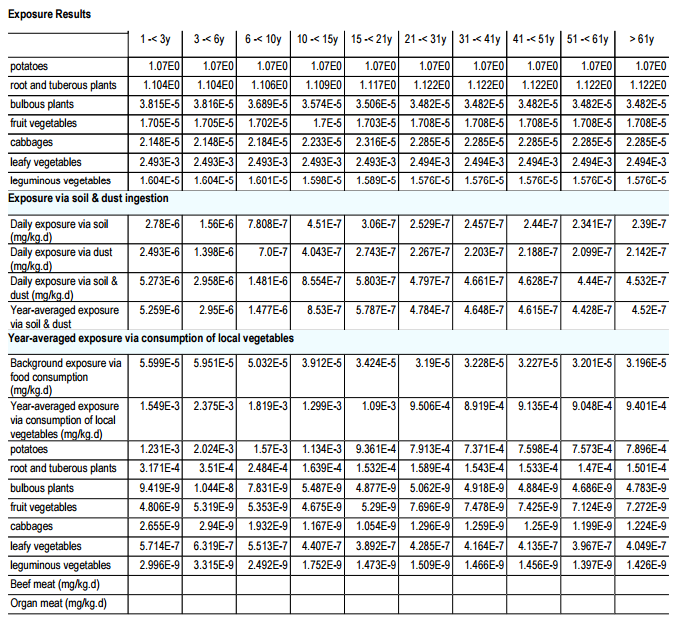 Exposure Results
1 -< 3y 3 -< 6y 6 -< 10y 10 -< 15y 15 -< 21y 21 -< 31y 31 -< 41y 41 -< 51y 51 -< 61y > 61y
potatoes 1.07E0 1.07E0 1.07E0 1.07E0 1.07E0 1.07E0 1.07E0 1.07E0 1.07E0 1.07E0
root and tuberous plants 1.104E0 1.104E0 1.106E0 1.109E0 1.117E0 1.122E0 1.122E0 1.122E0 1.122E0 1.122E0
bulbous plants 3.815E-5 3.816E-5 3.689E-5 3.574E-5 3.506E-5 3.482E-5 3.482E-5 3.482E-5 3.482E-5 3.482E-5
fruit vegetables 1.705E-5 1.705E-5 1.702E-5 1.7E-5 1.703E-5 1.708E-5 1.708E-5 1.708E-5 1.708E-5 1.708E-5
cabbages 2.148E-5 2.148E-5 2.184E-5 2.233E-5 2.316E-5 2.285E-5 2.285E-5 2.285E-5 2.285E-5 2.285E-5
leafy vegetables 2.493E-3 2.493E-3 2.493E-3 2.493E-3 2.493E-3 2.494E-3 2.494E-3 2.494E-3 2.494E-3 2.494E-3
leguminous vegetables 1.604E-5 1.604E-5 1.601E-5 1.598E-5 1.589E-5 1.576E-5 1.576E-5 1.576E-5 1.576E-5 1.576E-5
Exposure via soil & dust ingestion
Daily exposure via soil 2.78E-6 1.56E-6 7.808E-7 4.51E-7 3.06E-7 2.529E-7 2.457E-7 2.44E-7 2.341E-7 2.39E-7
(mg/kg.d)
Daily exposure via dust 2.493E-6 1.398E-6 7.0E-7 4.043E-7 2.743E-7 2.267E-7 2.203E-7 2.188E-7 2.099E-7 2.142E-7
(mg/kg.d)
Daily exposure via soil & 5.273E-6 2.958E-6 1.481E-6 8.554E-7 5.803E-7 4.797E-7 4.661E-7 4.628E-7 4.44E-7 4.532E-7
dust (mg/kg.d)
Year-averaged exposure 5.259E-6 2.95E-6 1.477E-6 8.53E-7 5.787E-7 4.784E-7 4.648E-7 4.615E-7 4.428E-7 4.52E-7
via soil & dust
Year-averaged exposure via consumption of local vegetables
Background exposure via 5.599E-5 5.951E-5 5.032E-5 3.912E-5 3.424E-5 3.19E-5 3.228E-5 3.227E-5 3.201E-5 3.196E-5
food consumption
(mg/kg.d)
Year-averaged exposure 1.549E-3 2.375E-3 1.819E-3 1.299E-3 1.09E-3 9.506E-4 8.919E-4 9.135E-4 9.048E-4 9.401E-4
via consumption of local
vegetables (mg/kg.d)
potatoes 1.231E-3 2.024E-3 1.57E-3 1.134E-3 9.361E-4 7.913E-4 7.371E-4 7.598E-4 7.573E-4 7.896E-4
root and tuberous plants 3.171E-4 3.51E-4 2.484E-4 1.639E-4 1.532E-4 1.589E-4 1.543E-4 1.533E-4 1.47E-4 1.501E-4
bulbous plants 9.419E-9 1.044E-8 7.831E-9 5.487E-9 4.877E-9 5.062E-9 4.918E-9 4.884E-9 4.686E-9 4.783E-9
fruit vegetables 4.806E-9 5.319E-9 5.353E-9 4.675E-9 5.29E-9 7.696E-9 7.478E-9 7.425E-9 7.124E-9 7.272E-9
cabbages 2.655E-9 2.94E-9 1.932E-9 1.167E-9 1.054E-9 1.296E-9 1.259E-9 1.25E-9 1.199E-9 1.224E-9
leafy vegetables 5.714E-7 6.319E-7 5.513E-7 4.407E-7 3.892E-7 4.285E-7 4.164E-7 4.135E-7 3.967E-7 4.049E-7
leguminous vegetables 2.996E-9 3.315E-9 2.492E-9 1.752E-9 1.473E-9 1.509E-9 1.466E-9 1.456E-9 1.397E-9 1.426E-9
Beef meat (mg/kg.d)
Organ meat (mg/kg.d)